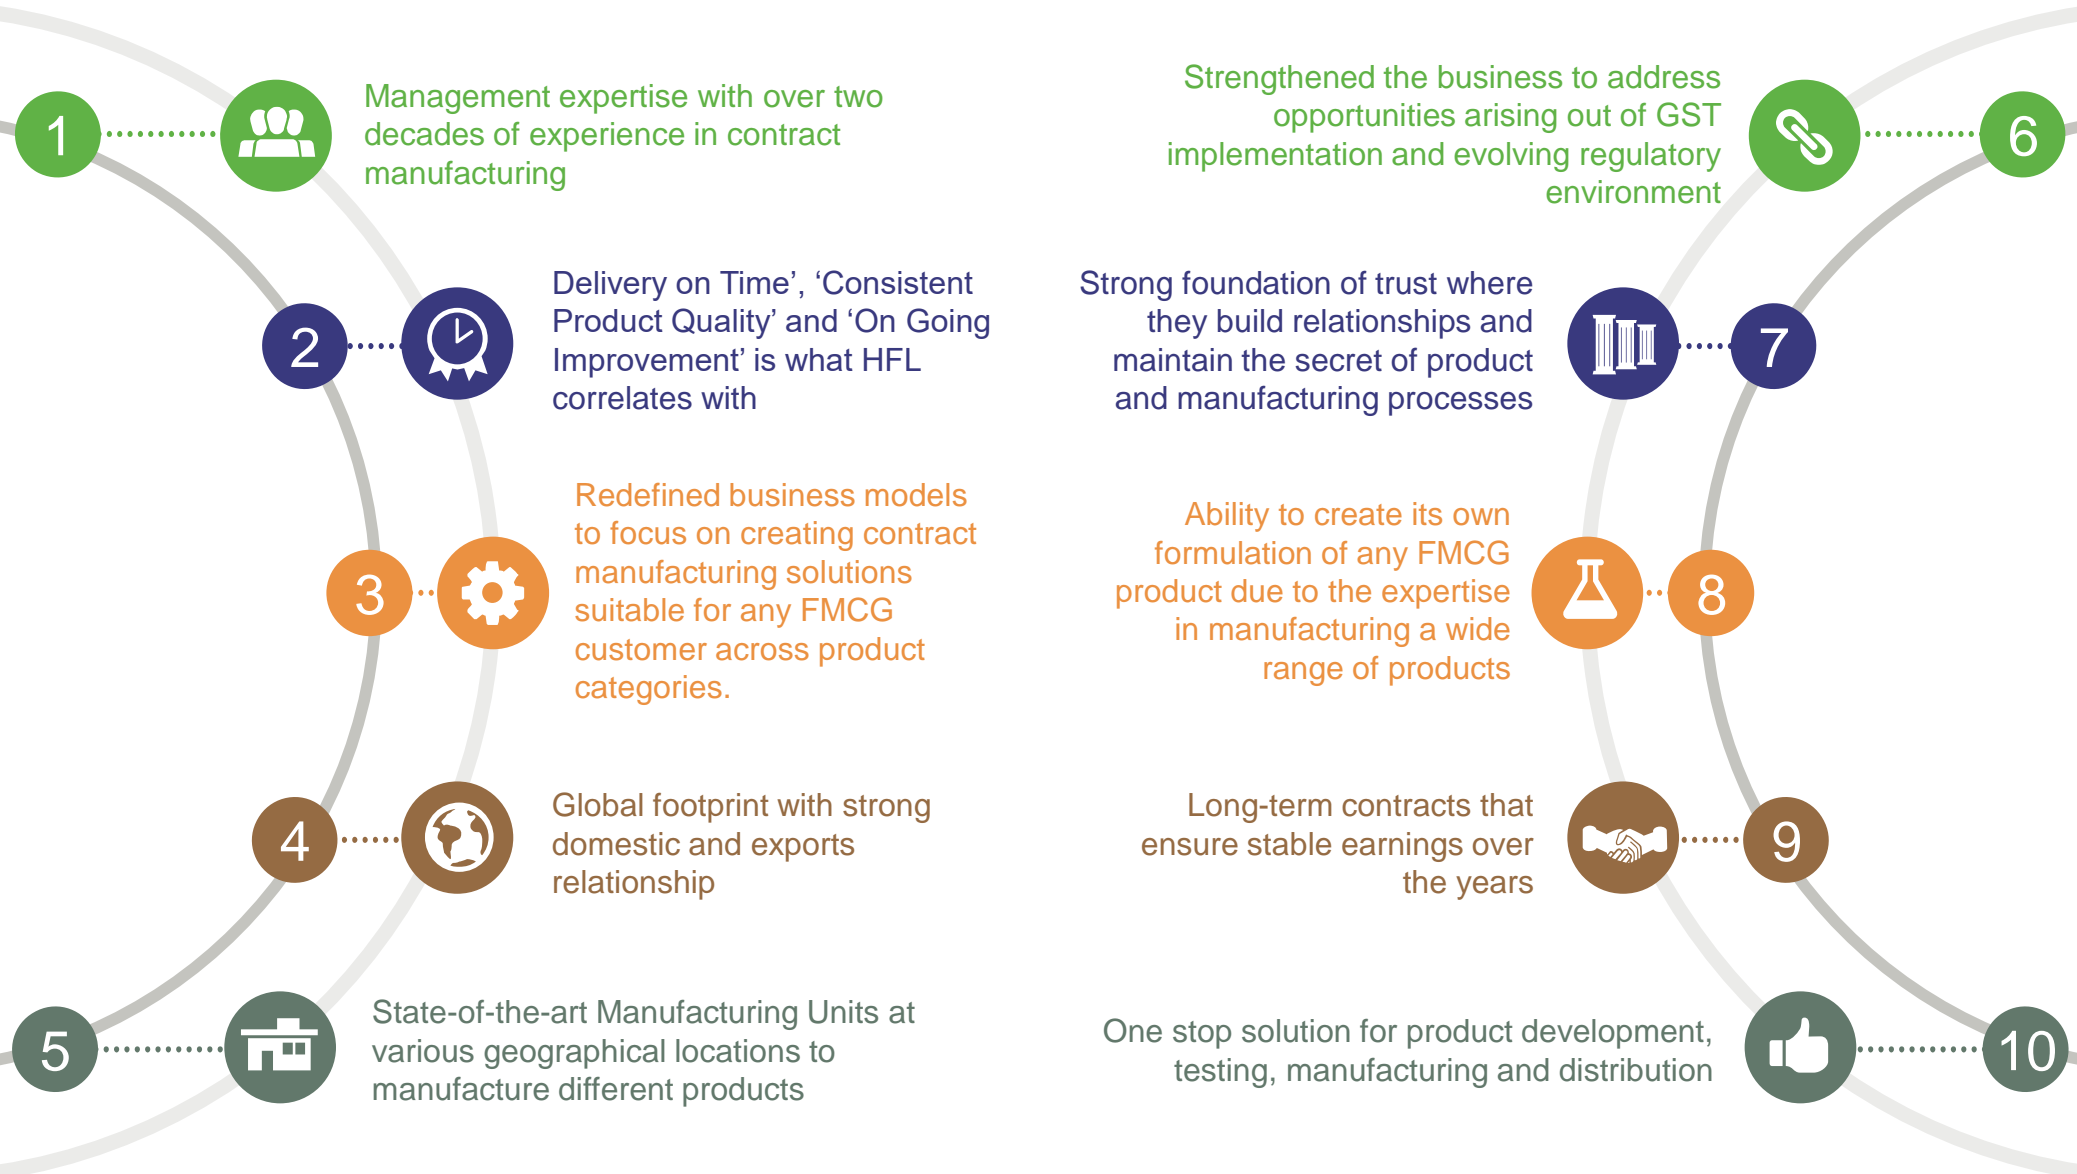 1
Management expertise with over two
decades of experience in contract
manufacturing
2
Delivery on Time’, ‘Consistent
Product Quality’ and ‘On Going
Improvement’ is what HFL
correlates with
3
Redefined business models
to focus on creating contract
manufacturing solutions
suitable for any FMCG
customer across product
categories.
4
Global footprint with strong
domestic and exports
relationship
5
State-of-the-art Manufacturing Units at
various geographical locations to
manufacture different products
6
Strengthened the business to address
opportunities arising out of GST
implementation and evolving regulatory
environment
7
Strong foundation of trust where
they build relationships and
maintain the secret of product
and manufacturing processes
8
Ability to create its own
formulation of any FMCG
product due to the expertise
in manufacturing a wide
range of products
9
Long-term contracts that
ensure stable earnings over
the years
10
One stop solution for product development,
testing, manufacturing and distribution